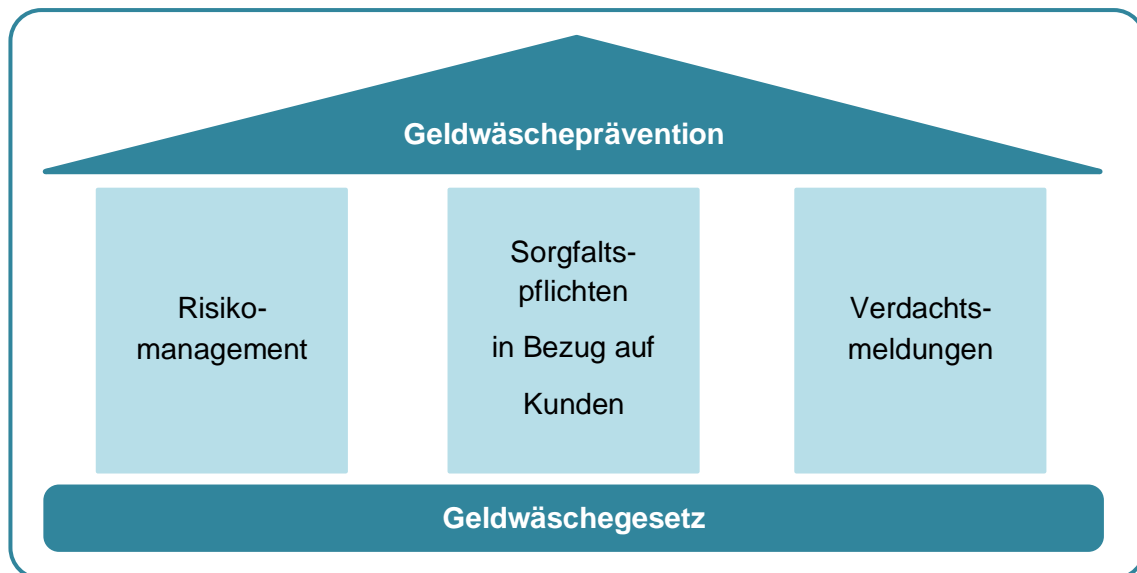 Geldwäscheprävention
Risiko-
management
Sorgfalts-
pflichten
in Bezug auf
Kunden
Verdachts-
meldungen
Geldwäschegesetz